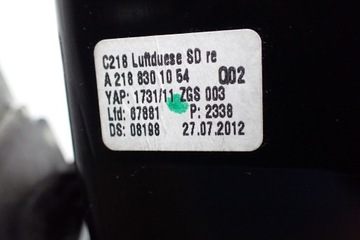 C218 Luftduese SD re
A 218 830 10 54 Q02
YAP: 1731/11 ZGS 003
Lfd: 87881 P: 2338
DS: 08198 27.07.2012